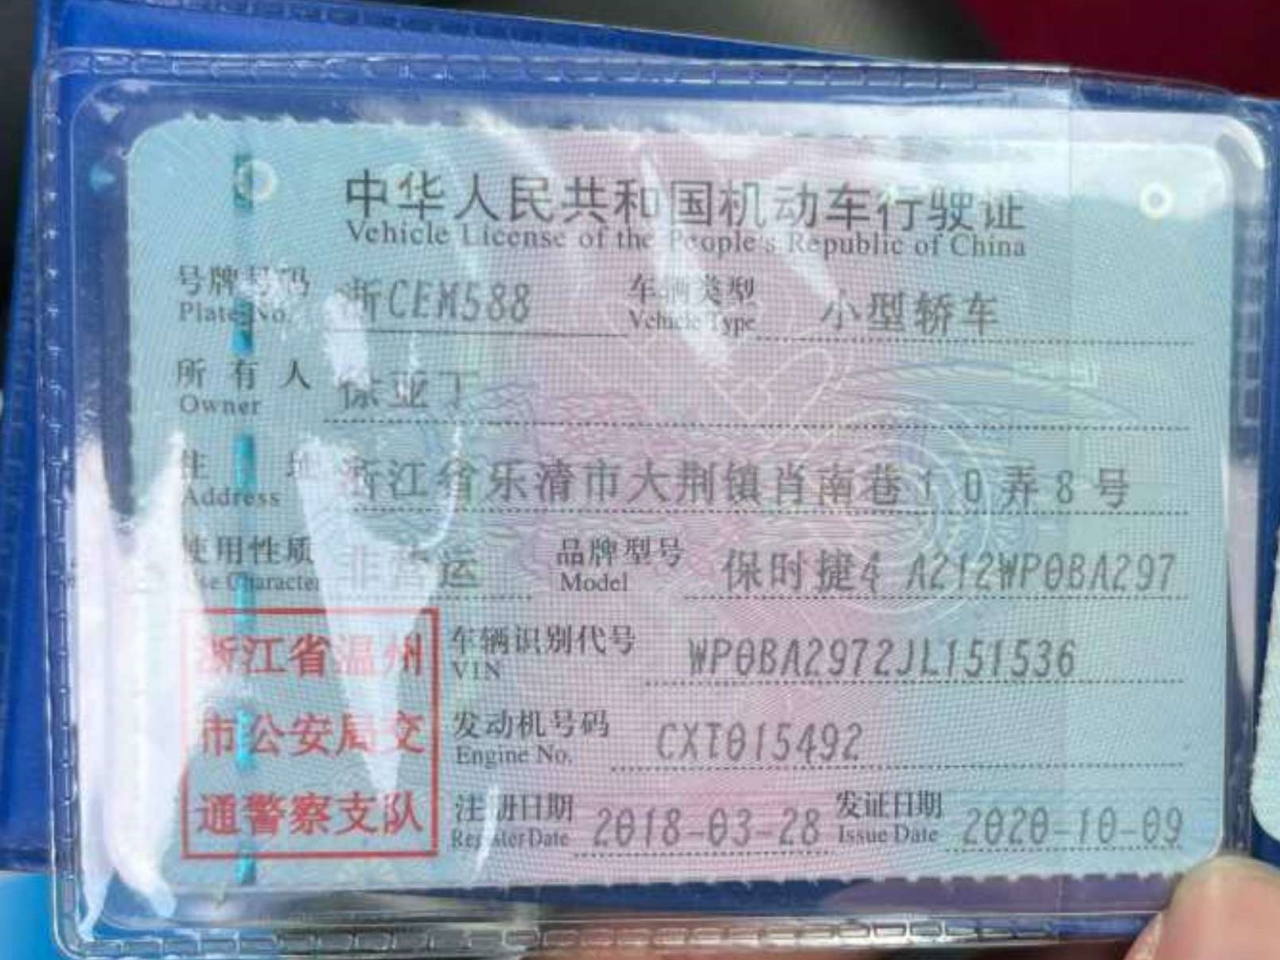 中华人民共和国机动车行驶证
Vehicle License of the People's Republic of China
号牌号码 浙CEM588 车辆类型 小型轿车
Plate No. Vehicle Type
所有人 亚丁
Owner
住址 浙江省乐清市大荆镇肖南巷10弄8号
Address
使用性质 非营运 品牌型号 保时捷4 A212WP0BA297
Use Character Model
浙江省温州 车辆识别代号 WP0BA2972JL151536
VIN
市公安局交 发动机号码 CXT015492
Engine No.
通警察支队 注册日期 2018-03-28 发证日期 2020-10-09
Register Date Issue Date